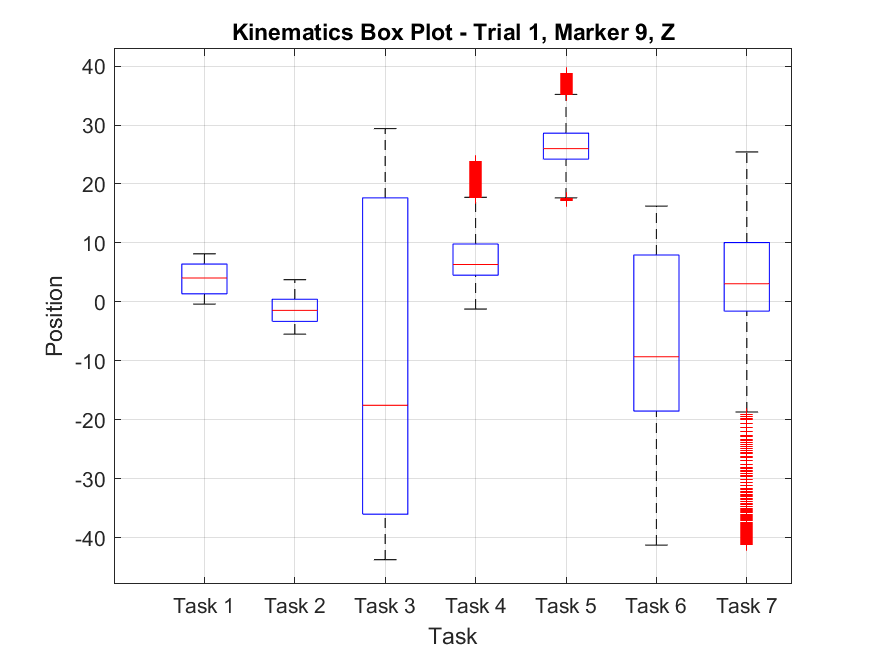 Kinematics Box Plot - Trial 1, Marker 9, Z
40
30
20
10
0
-10
-20
-30
-40
Position
Task 1 Task 2 Task 3 Task 4 Task 5 Task 6 Task 7
Task